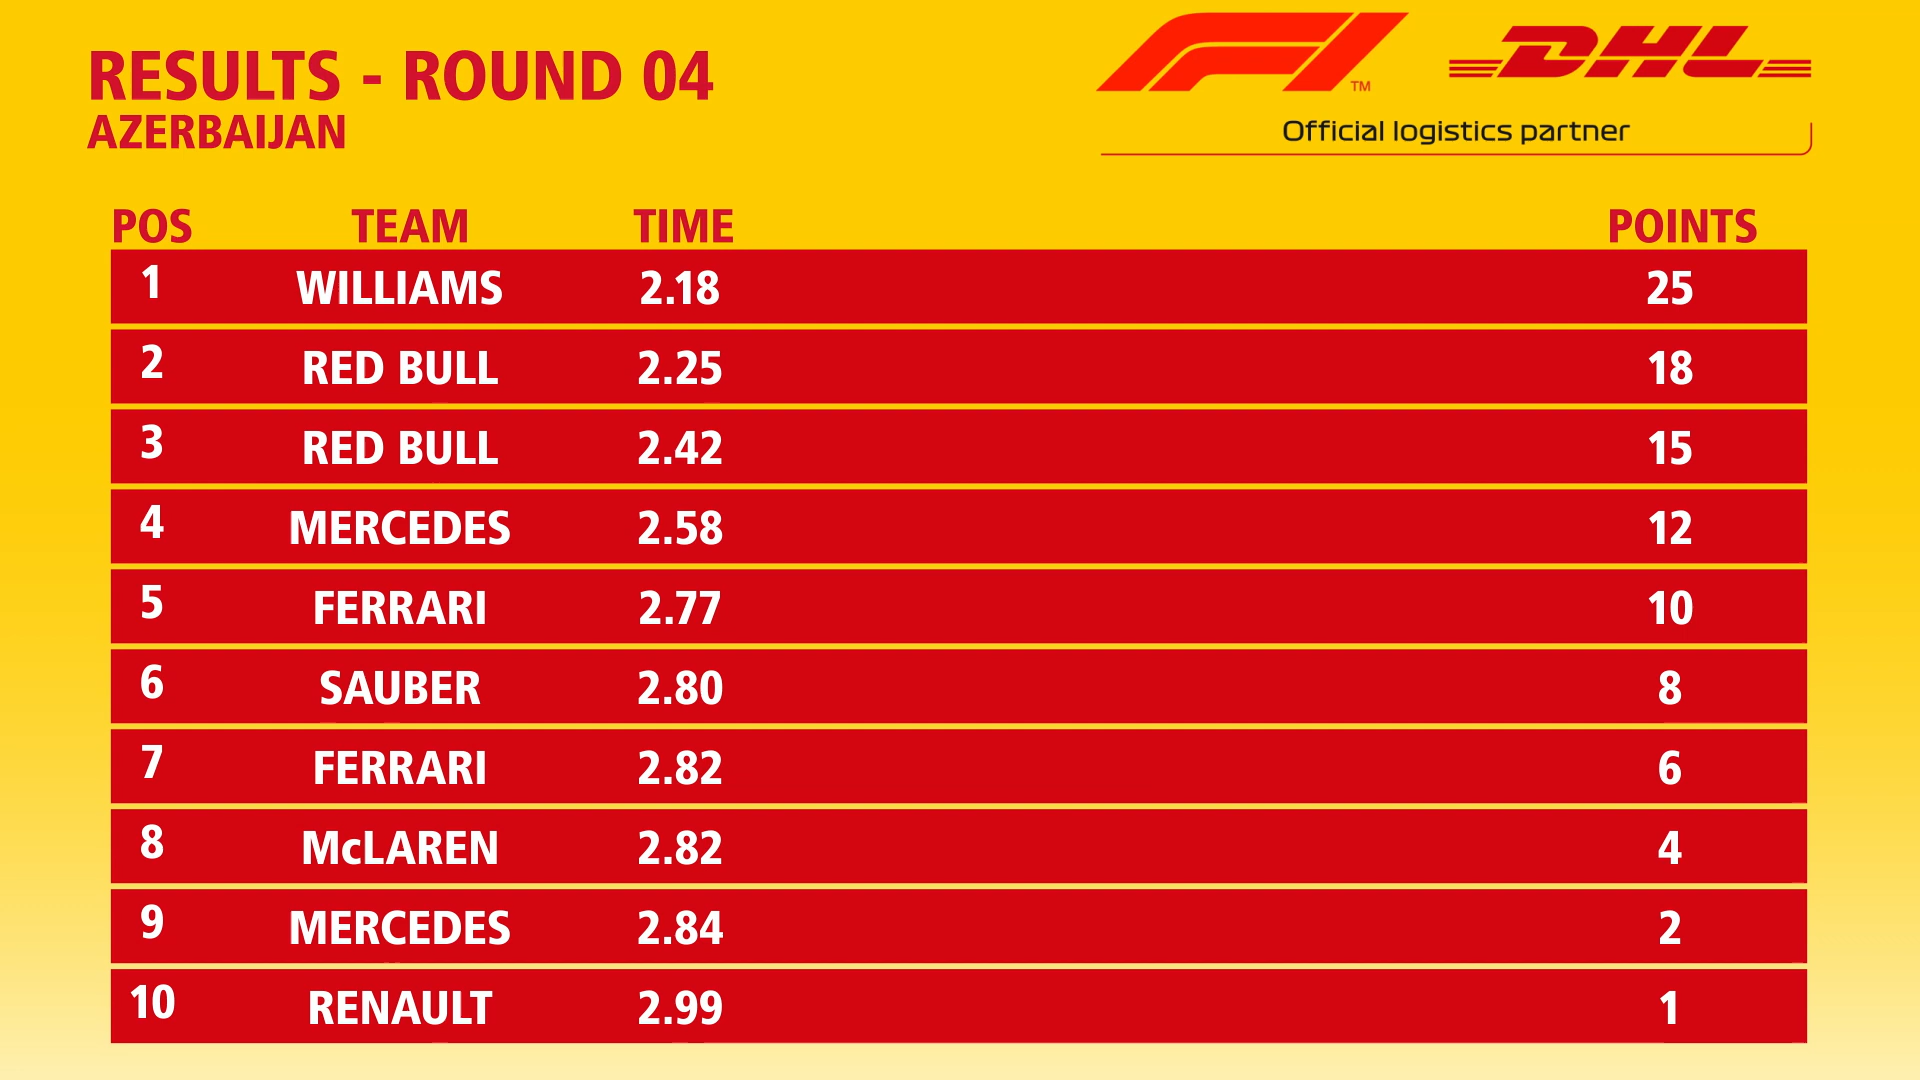 RESULTS - ROUND 04
AZERBAIJAN
F1™ DHL
Official logistics partner
POS TEAM TIME POINTS
1 WILLIAMS 2.18 25
2 RED BULL 2.25 18
3 RED BULL 2.42 15
4 MERCEDES 2.58 12
5 FERRARI 2.77 10
6 SAUBER 2.80 8
7 FERRARI 2.82 6
8 McLAREN 2.82 4
9 MERCEDES 2.84 2
10 RENAULT 2.99 1